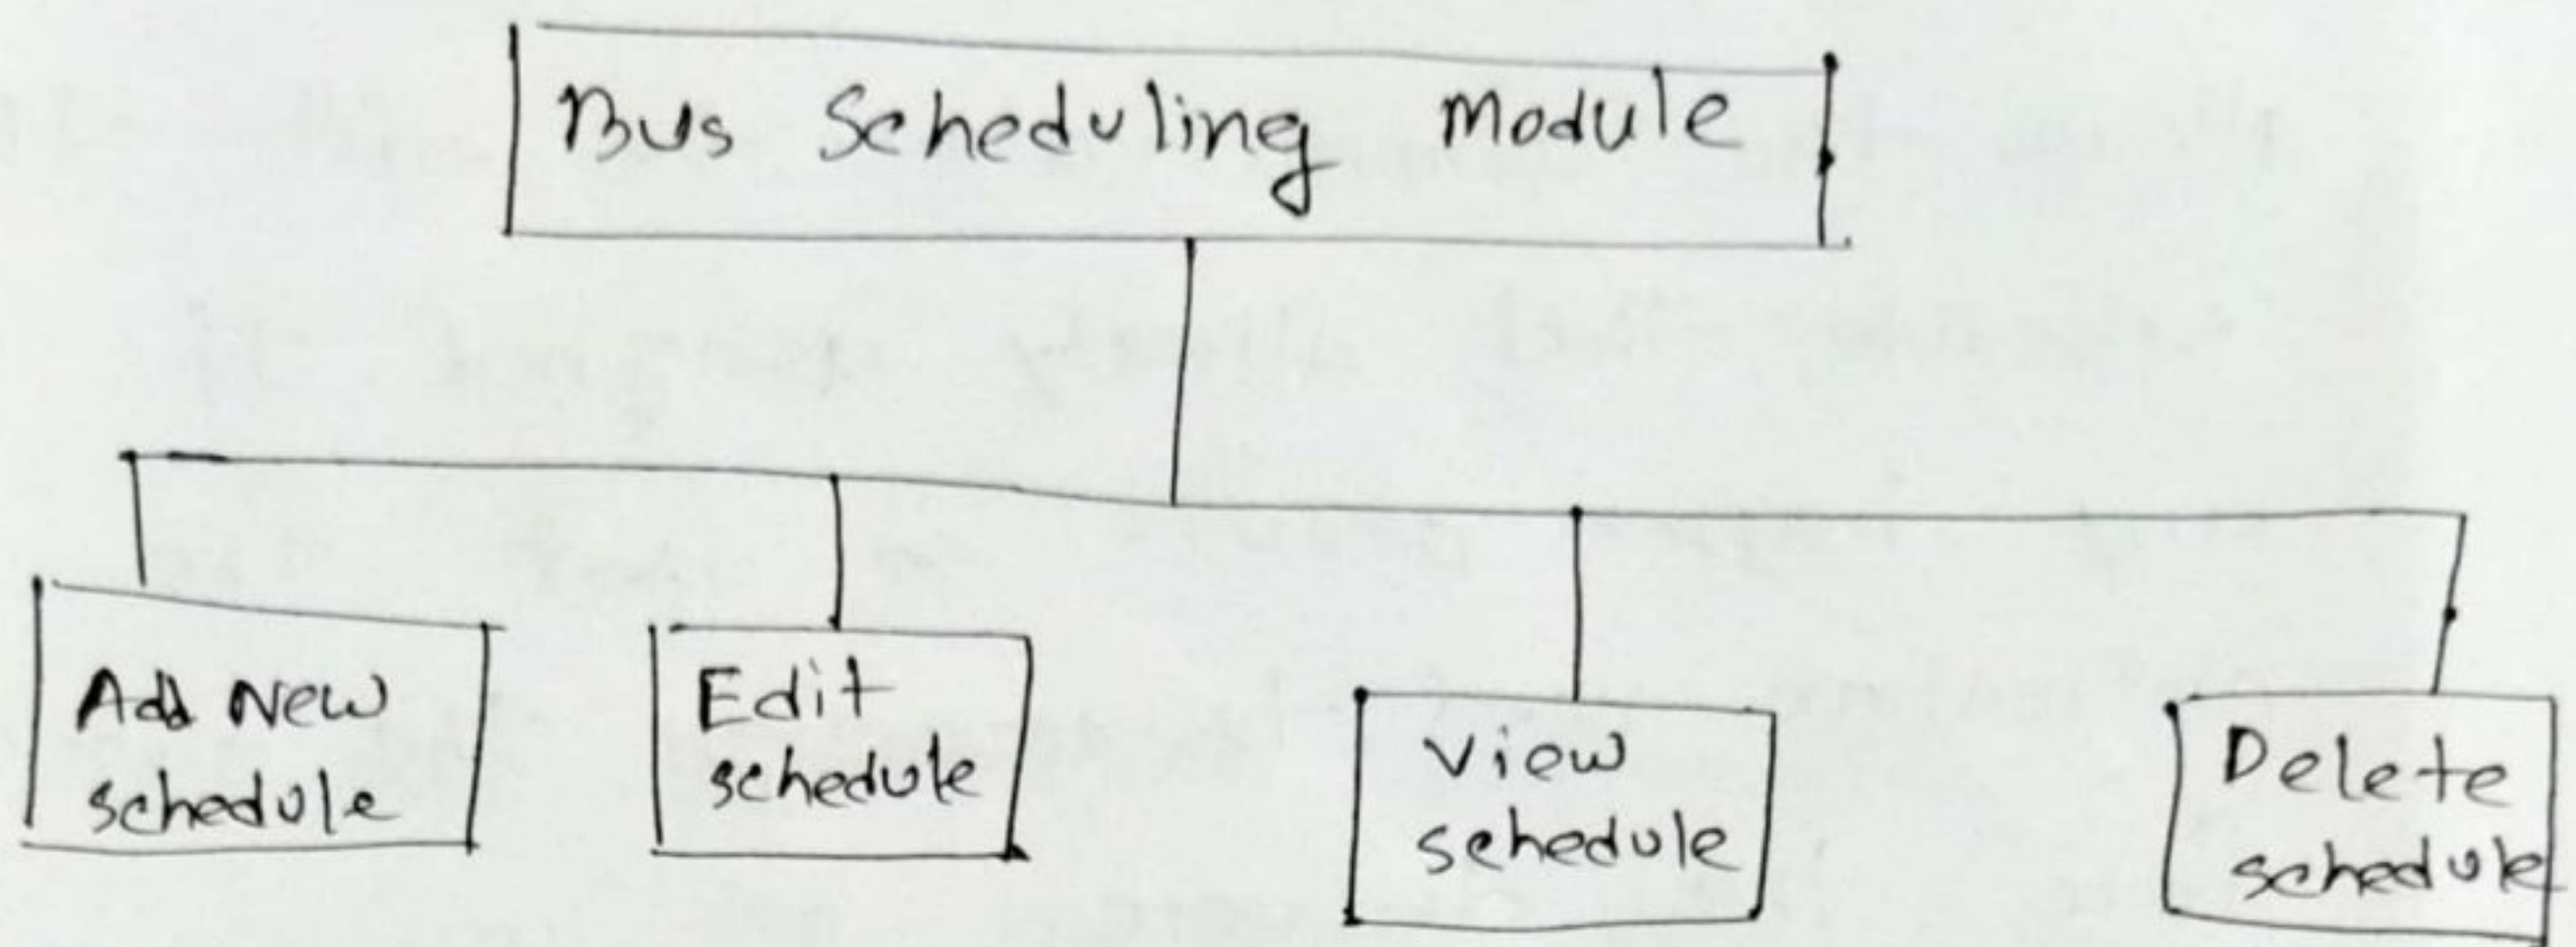 Bus Scheduling Module
Add New
schedule
Edit
schedule
View
schedule
Delete
schedule